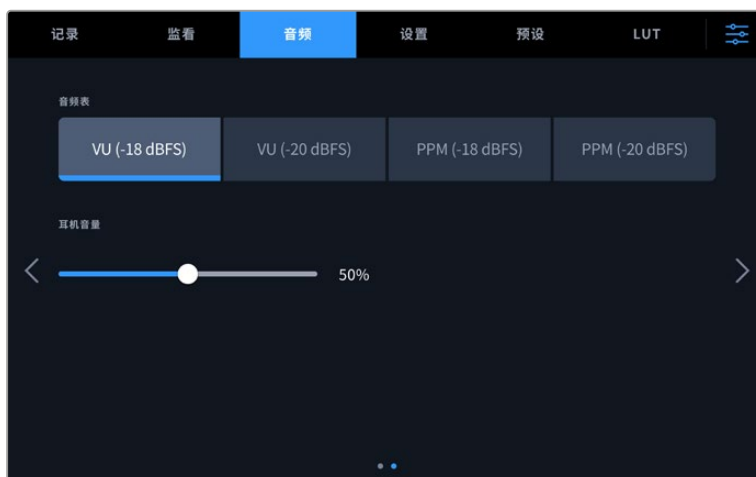 记录 监看 音频 设置 预设 LUT
音频表
VU (-18 dBFS) VU (-20 dBFS) PPM (-18 dBFS) PPM (-20 dBFS)
耳机音量
50%